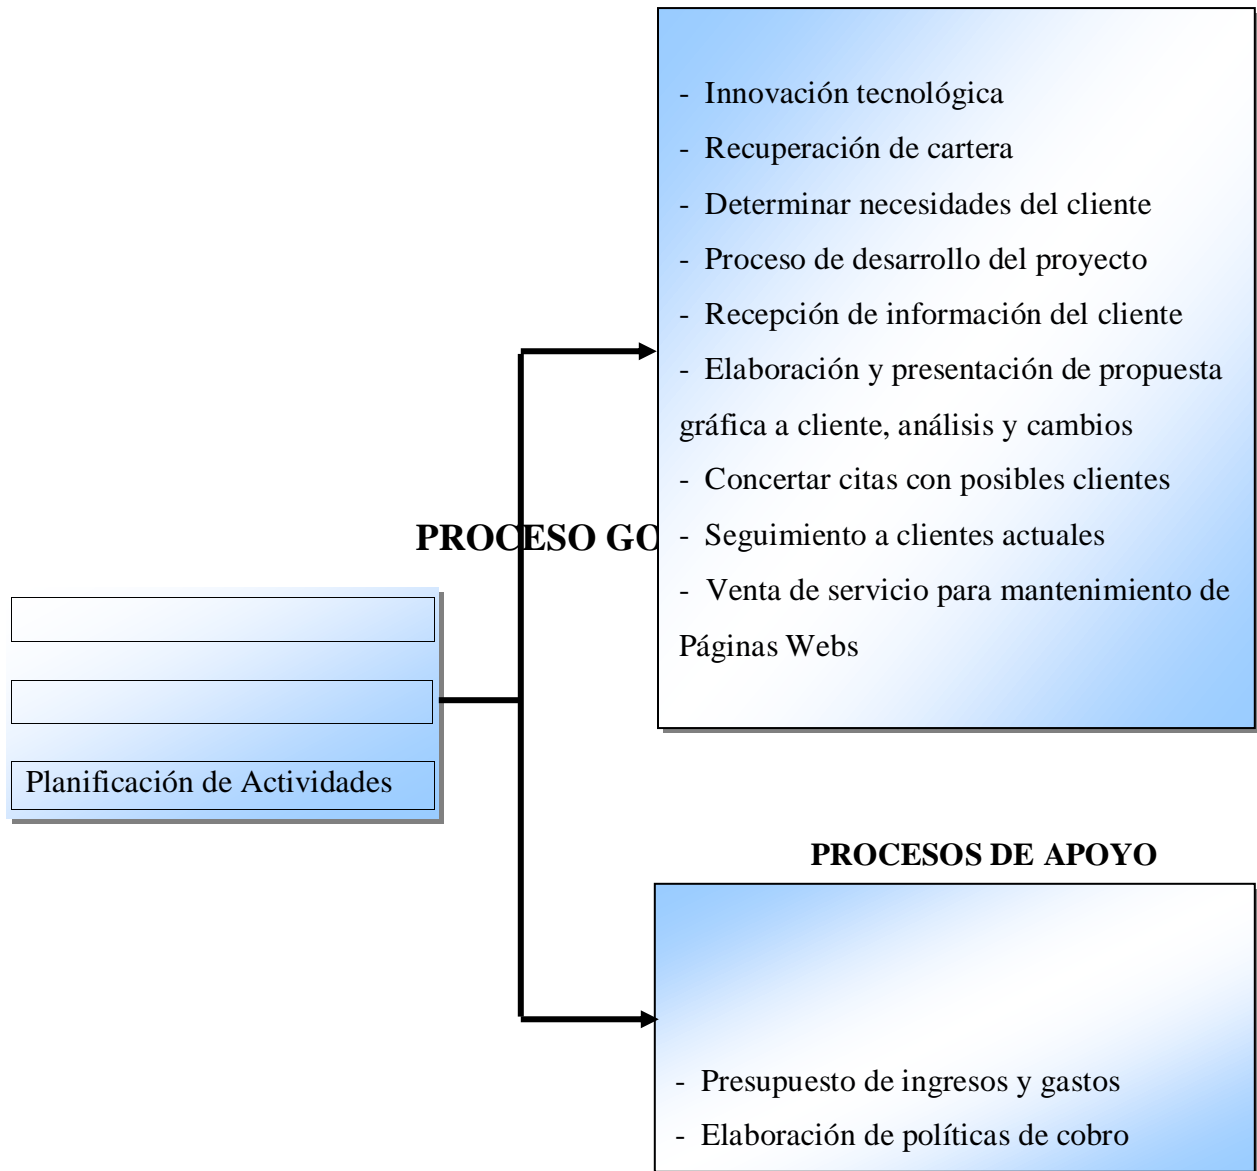 - Innovación tecnológica
- Recuperación de cartera
- Determinar necesidades del cliente
- Proceso de desarrollo del proyecto
- Recepción de información del cliente
- Elaboración y presentación de propuesta
gráfica a cliente, análisis y cambios
- Concertar citas con posibles clientes
- Seguimiento a clientes actuales
- Venta de servicio para mantenimiento de
Páginas Webs
PROCESO GO
Planificación de Actividades
PROCESOS DE APOYO
- Presupuesto de ingresos y gastos
- Elaboración de políticas de cobro